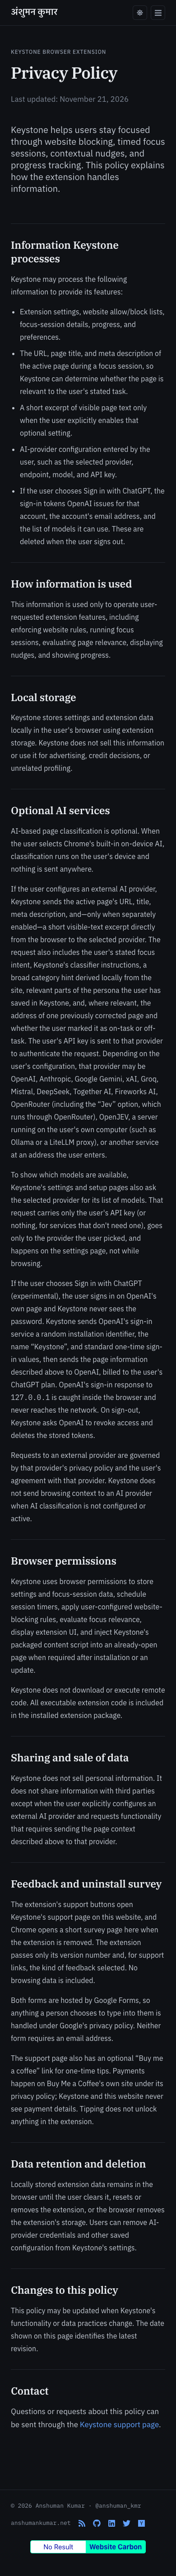 अंशुमन कुमार
KEYSTONE BROWSER EXTENSION
Privacy Policy
Last updated: November 21, 2026
Keystone helps users stay focused
through website blocking, timed focus
sessions, contextual nudges, and
progress tracking. This policy explains
how the extension handles
information.
Information Keystone
processes
Keystone may process the following
information to provide its features:
• Extension settings, website allow/block lists,
focus-session details, progress, and
preferences.
• The URL, page title, and meta description of
the active page during a focus session, so
Keystone can determine whether the page is
relevant to the user's stated task.
• A short excerpt of visible page text only
when the user explicitly enables that
optional setting.
• AI-provider configuration entered by the
user, such as the selected provider,
endpoint, model, and API key.
• If the user chooses Sign in with ChatGPT, the
sign-in tokens OpenAI issues for that
account, the account's email address, and
the list of models it can use. These are
deleted when the user signs out.
How information is used
This information is used only to operate user-
requested extension features, including
enforcing website rules, running focus
sessions, evaluating page relevance, displaying
nudges, and showing progress.
Local storage
Keystone stores settings and extension data
locally in the user's browser using extension
storage. Keystone does not sell this information
or use it for advertising, credit decisions, or
unrelated profiling.
Optional AI services
AI-based page classification is optional. When
the user selects Chrome's built-in on-device AI,
classification runs on the user's device and
nothing is sent anywhere.
If the user configures an external AI provider,
Keystone sends the active page's URL, title,
meta description, and—only when separately
enabled—a short visible-text excerpt directly
from the browser to the selected provider. The
request also includes the user's stated focus
intent, Keystone's classifier instructions, a
broad category hint derived locally from the
site, relevant parts of the persona the user has
saved in Keystone, and, where relevant, the
address of one previously corrected page and
whether the user marked it as on-task or off-
task. The user's API key is sent to that provider
to authenticate the request. Depending on the
user's configuration, that provider may be
OpenAI, Anthropic, Google Gemini, xAI, Groq,
Mistral, DeepSeek, Together AI, Fireworks AI,
OpenRouter (including the “Jev” option, which
runs through OpenRouter), OpenJEV, a server
running on the user's own computer (such as
Ollama or a LiteLLM proxy), or another service
at an address the user enters.
To show which models are available,
Keystone's settings and setup pages also ask
the selected provider for its list of models. That
request carries only the user's API key (or
nothing, for services that don't need one), goes
only to the provider the user picked, and
happens on the settings page, not while
browsing.
If the user chooses Sign in with ChatGPT
(experimental), the user signs in on OpenAI's
own page and Keystone never sees the
password. Keystone sends OpenAI's sign-in
service a random installation identifier, the
name “Keystone”, and standard one-time sign-
in values, then sends the page information
described above to OpenAI, billed to the user's
ChatGPT plan. OpenAI's sign-in response to
127.0.0.1 is caught inside the browser and
never reaches the network. On sign-out,
Keystone asks OpenAI to revoke access and
deletes the stored tokens.
Requests to an external provider are governed
by that provider's privacy policy and the user's
agreement with that provider. Keystone does
not send browsing context to an AI provider
when AI classification is not configured or
active.
Browser permissions
Keystone uses browser permissions to store
settings and focus-session data, schedule
session timers, apply user-configured website-
blocking rules, evaluate focus relevance,
display extension UI, and inject Keystone's
packaged content script into an already-open
page when required after installation or an
update.
Keystone does not download or execute remote
code. All executable extension code is included
in the installed extension package.
Sharing and sale of data
Keystone does not sell personal information. It
does not share information with third parties
except when the user explicitly configures an
external AI provider and requests functionality
that requires sending the page context
described above to that provider.
Feedback and uninstall survey
The extension's support buttons open
Keystone's support page on this website, and
Chrome opens a short survey page here when
the extension is removed. The extension
passes only its version number and, for support
links, the kind of feedback selected. No
browsing data is included.
Both forms are hosted by Google Forms, so
anything a person chooses to type into them is
handled under Google's privacy policy. Neither
form requires an email address.
The support page also has an optional “Buy me
a coffee” link for one-time tips. Payments
happen on Buy Me a Coffee's own site under its
privacy policy; Keystone and this website never
see payment details. Tipping does not unlock
anything in the extension.
Data retention and deletion
Locally stored extension data remains in the
browser until the user clears it, resets or
removes the extension, or the browser removes
the extension's storage. Users can remove AI-
provider credentials and other saved
configuration from Keystone's settings.
Changes to this policy
This policy may be updated when Keystone's
functionality or data practices change. The date
shown on this page identifies the latest
revision.
Contact
Questions or requests about this policy can
be sent through the Keystone support page.
© 2026 Anshuman Kumar · @anshuman_kmr
anshumankumar.net
No Result Website Carbon